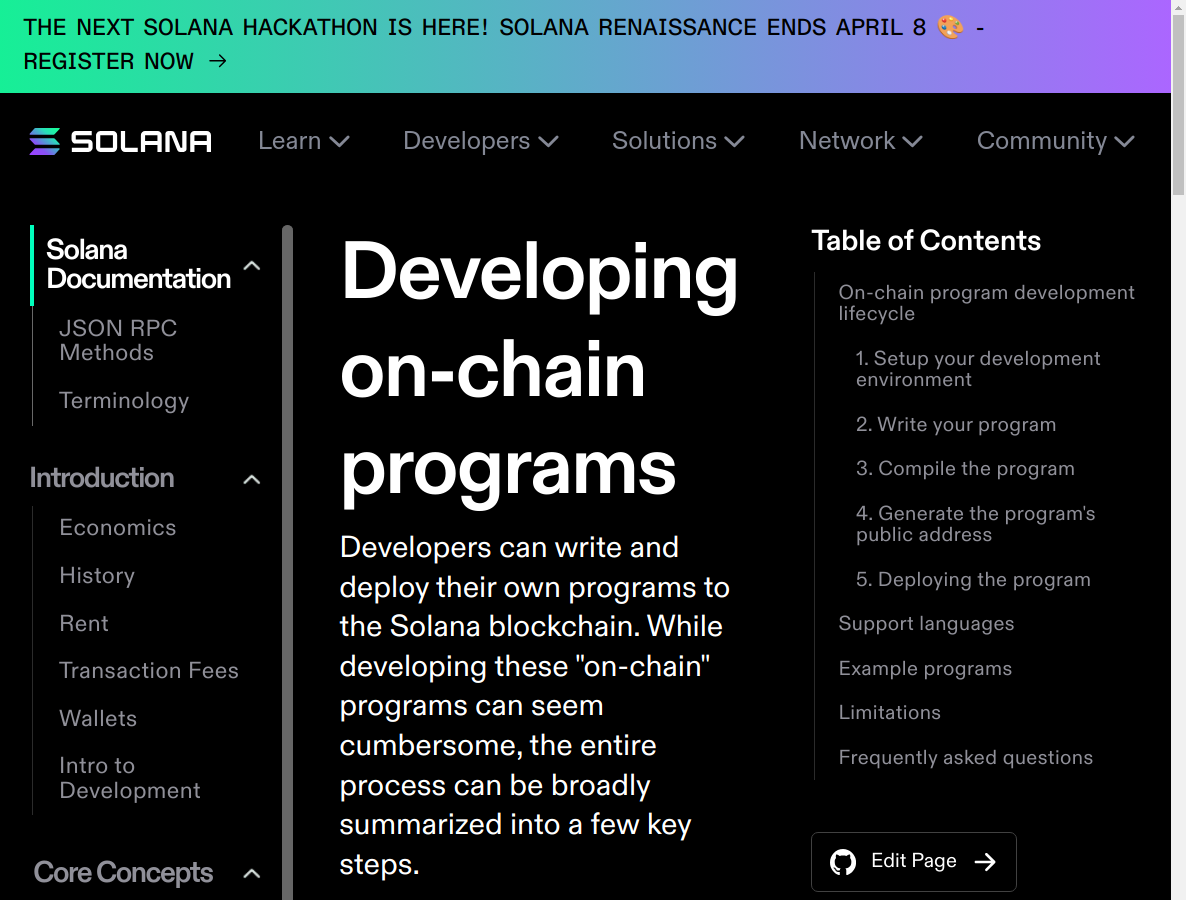 THE NEXT SOLANA HACKATHON IS HERE! SOLANA RENAISSANCE ENDS APRIL 8 🎨 -
REGISTER NOW →
SOLANA
Learn
Developers
Solutions
Network
Community
Solana
Documentation
JSON RPC
Methods
Terminology
Introduction
Economics
History
Rent
Transaction Fees
Wallets
Intro to
Development
Core Concepts
Developing
on-chain
programs
Developers can write and
deploy their own programs to
the Solana blockchain. While
developing these "on-chain"
programs can seem
cumbersome, the entire
process can be broadly
summarized into a few key
steps.
Table of Contents
On-chain program development
lifecycle
1. Setup your development
environment
2. Write your program
3. Compile the program
4. Generate the program's
public address
5. Deploying the program
Support languages
Example programs
Limitations
Frequently asked questions
Edit Page →